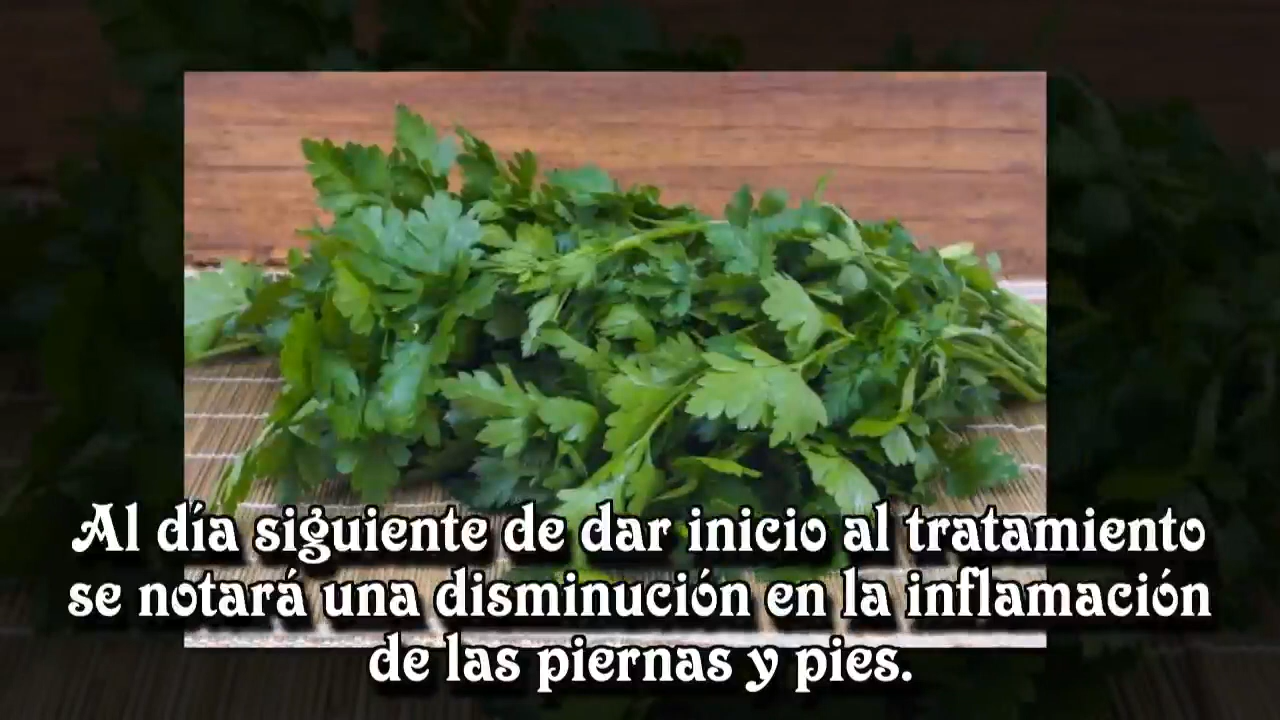 Al día siguiente de dar inicio al tratamiento
se notará una disminución en la inflamación
de las piernas y pies.